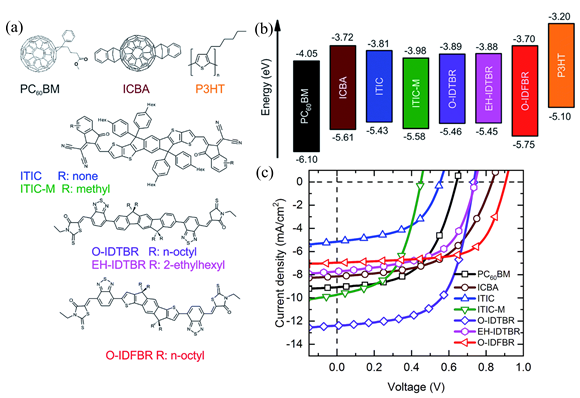 (a)
PC60BM ICBA P3HT
ITIC R: none
ITIC-M R: methyl
O-IDTBR R: n-octyl
EH-IDTBR R: 2-ethylhexyl
O-IDFBR R: n-octyl
(b)
Energy (eV)
-4.05 -3.72 -3.81 -3.98 -3.89 -3.88 -3.70 -3.20
PC60BM ICBA ITIC ITIC-M O-IDTBR EH-IDTBR O-IDFBR P3HT
-6.10 -5.61 -5.43 -5.58 -5.46 -5.45 -5.75 -5.10
(c)
Current density (mA/cm2)
0
-2
-4
-6
-8
-10
-12
-14
PC60BM
ICBA
ITIC
ITIC-M
O-IDTBR
EH-IDTBR
O-IDFBR
0.0 0.2 0.4 0.6 0.8 1.0
Voltage (V)